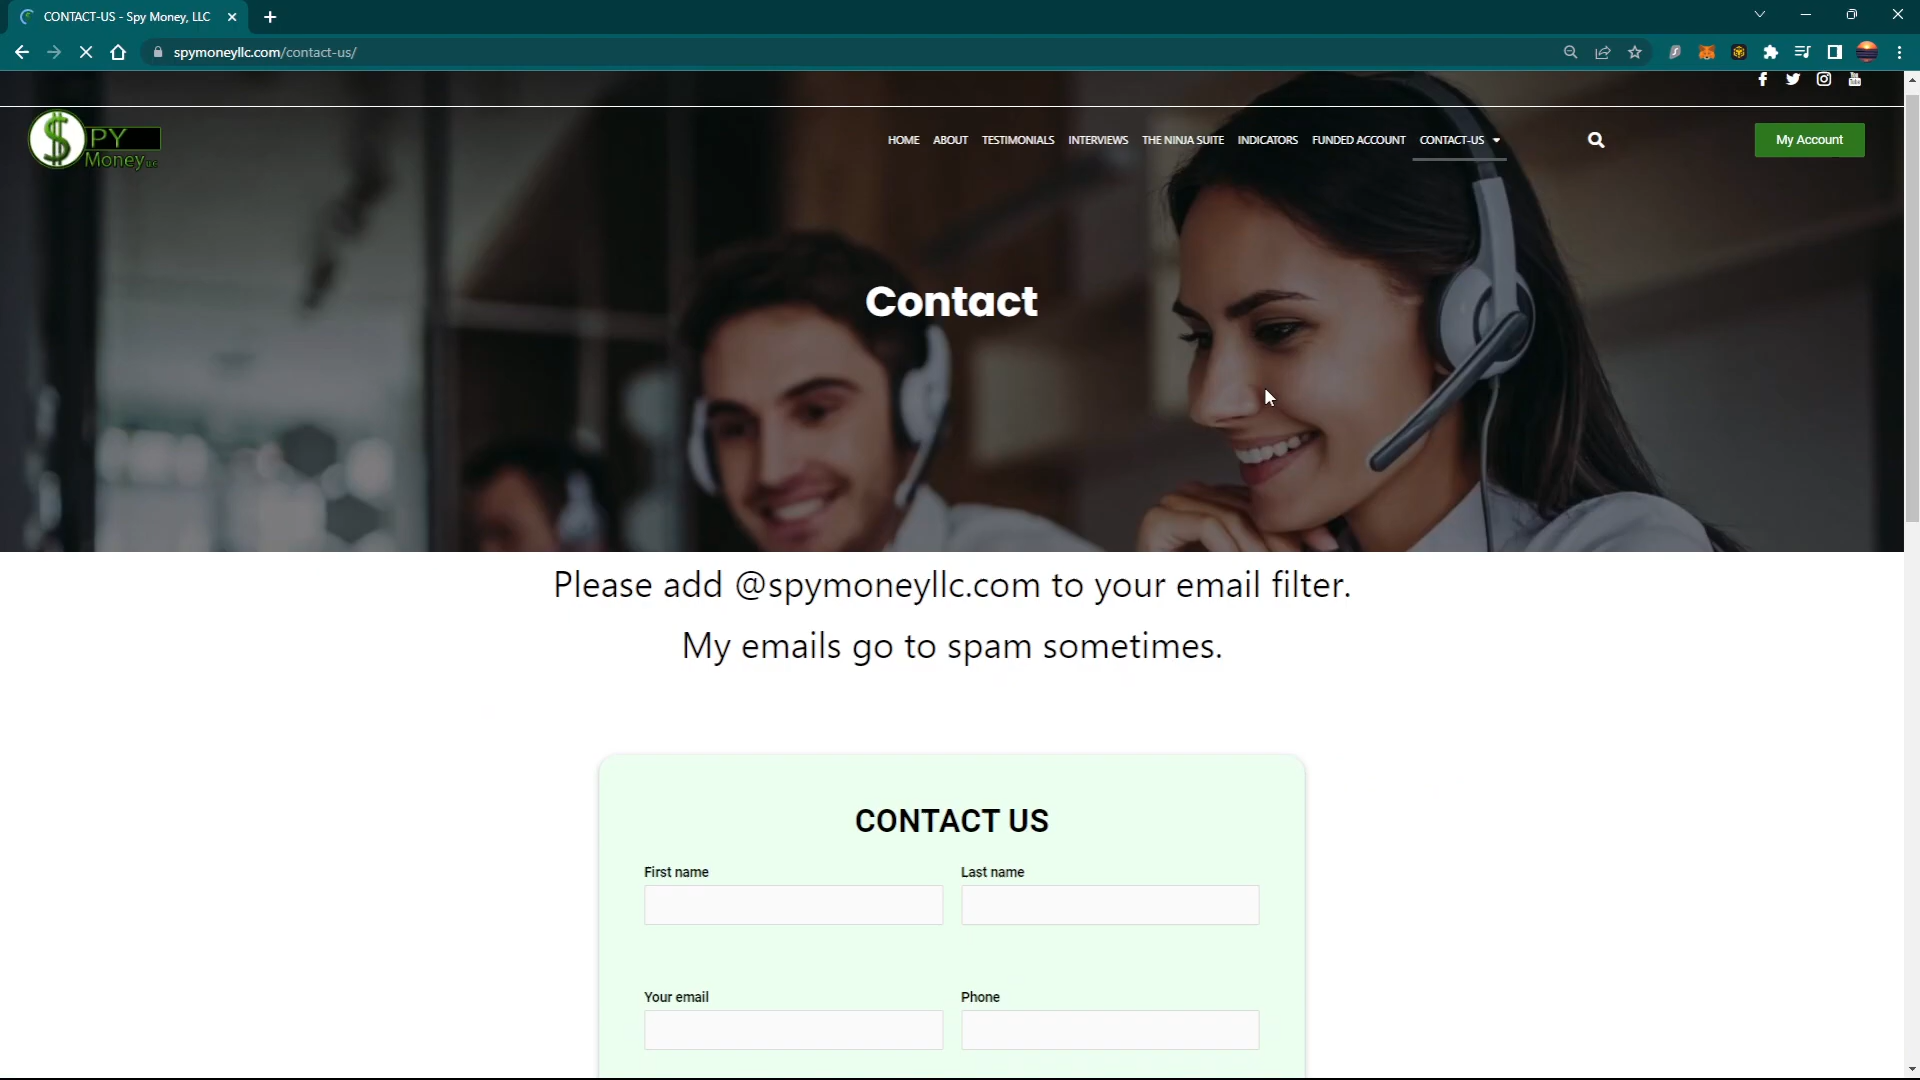 CONTACT-US - Spy Money, LLC
spymoneyllc.com/contact-us/
$PY
Money LLC
HOME ABOUT TESTIMONIALS INTERVIEWS THE NINJA SUITE INDICATORS FUNDED ACCOUNT CONTACT-US
My Account
Contact
Please add @spymoneyllc.com to your email filter.
My emails go to spam sometimes.
CONTACT US
First name Last name
Your email Phone